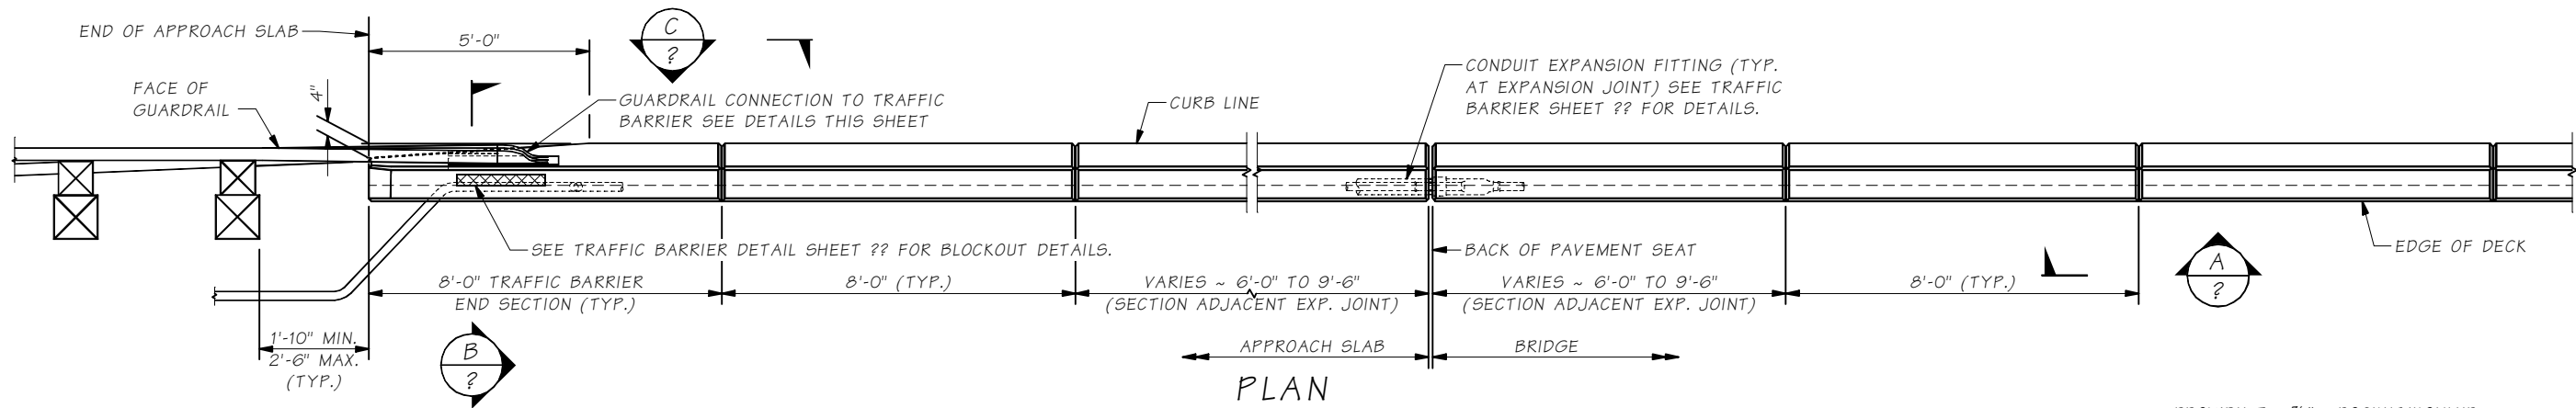 END OF APPROACH SLAB
5'-0"
C
?
FACE OF
GUARDRAIL
4"
GUARDRAIL CONNECTION TO TRAFFIC
BARRIER SEE DETAILS THIS SHEET
CURB LINE
CONDUIT EXPANSION FITTING (TYP.
AT EXPANSION JOINT) SEE TRAFFIC
BARRIER SHEET ?? FOR DETAILS.
SEE TRAFFIC BARRIER DETAIL SHEET ?? FOR BLOCKOUT DETAILS.
BACK OF PAVEMENT SEAT
EDGE OF DECK
8'-0" TRAFFIC BARRIER
END SECTION (TYP.)
8'-0" (TYP.)
VARIES ~ 6'-0" TO 9'-6"
(SECTION ADJACENT EXP. JOINT)
VARIES ~ 6'-0" TO 9'-6"
(SECTION ADJACENT EXP. JOINT)
8'-0" (TYP.)
A
?
1'-10" MIN.
2'-6" MAX.
(TYP.)
B
?
APPROACH SLAB
BRIDGE
PLAN